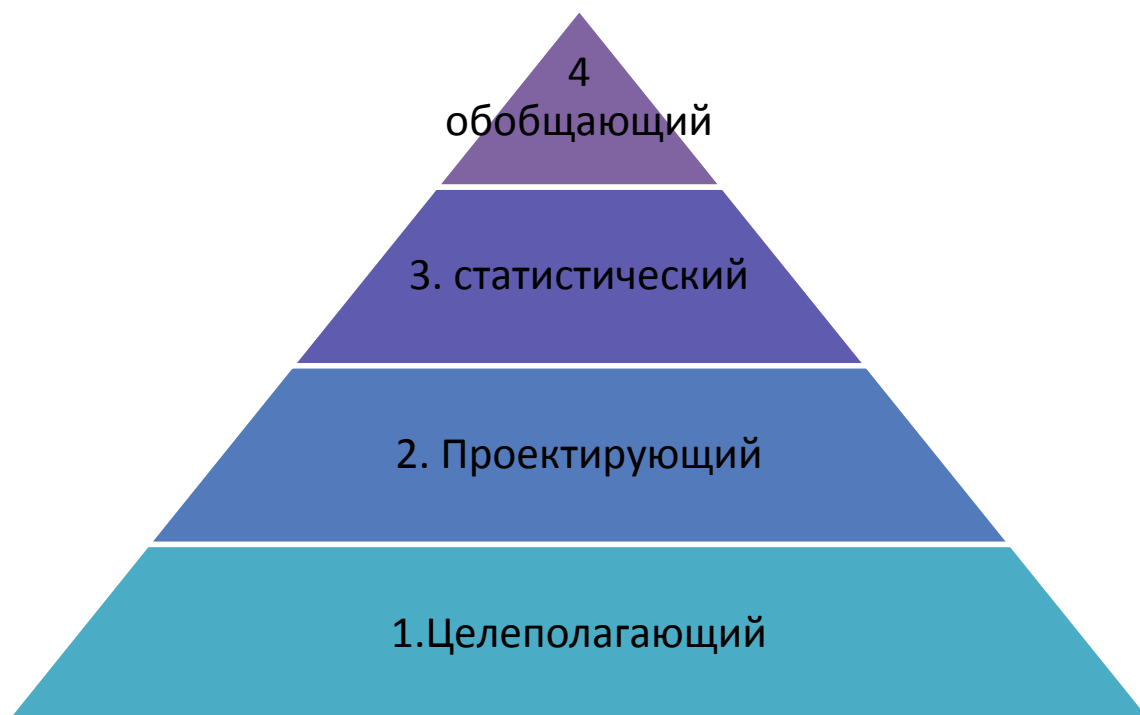 4
обобщающий
3. статистический
2. Проектирующий
1.Целеполагающий